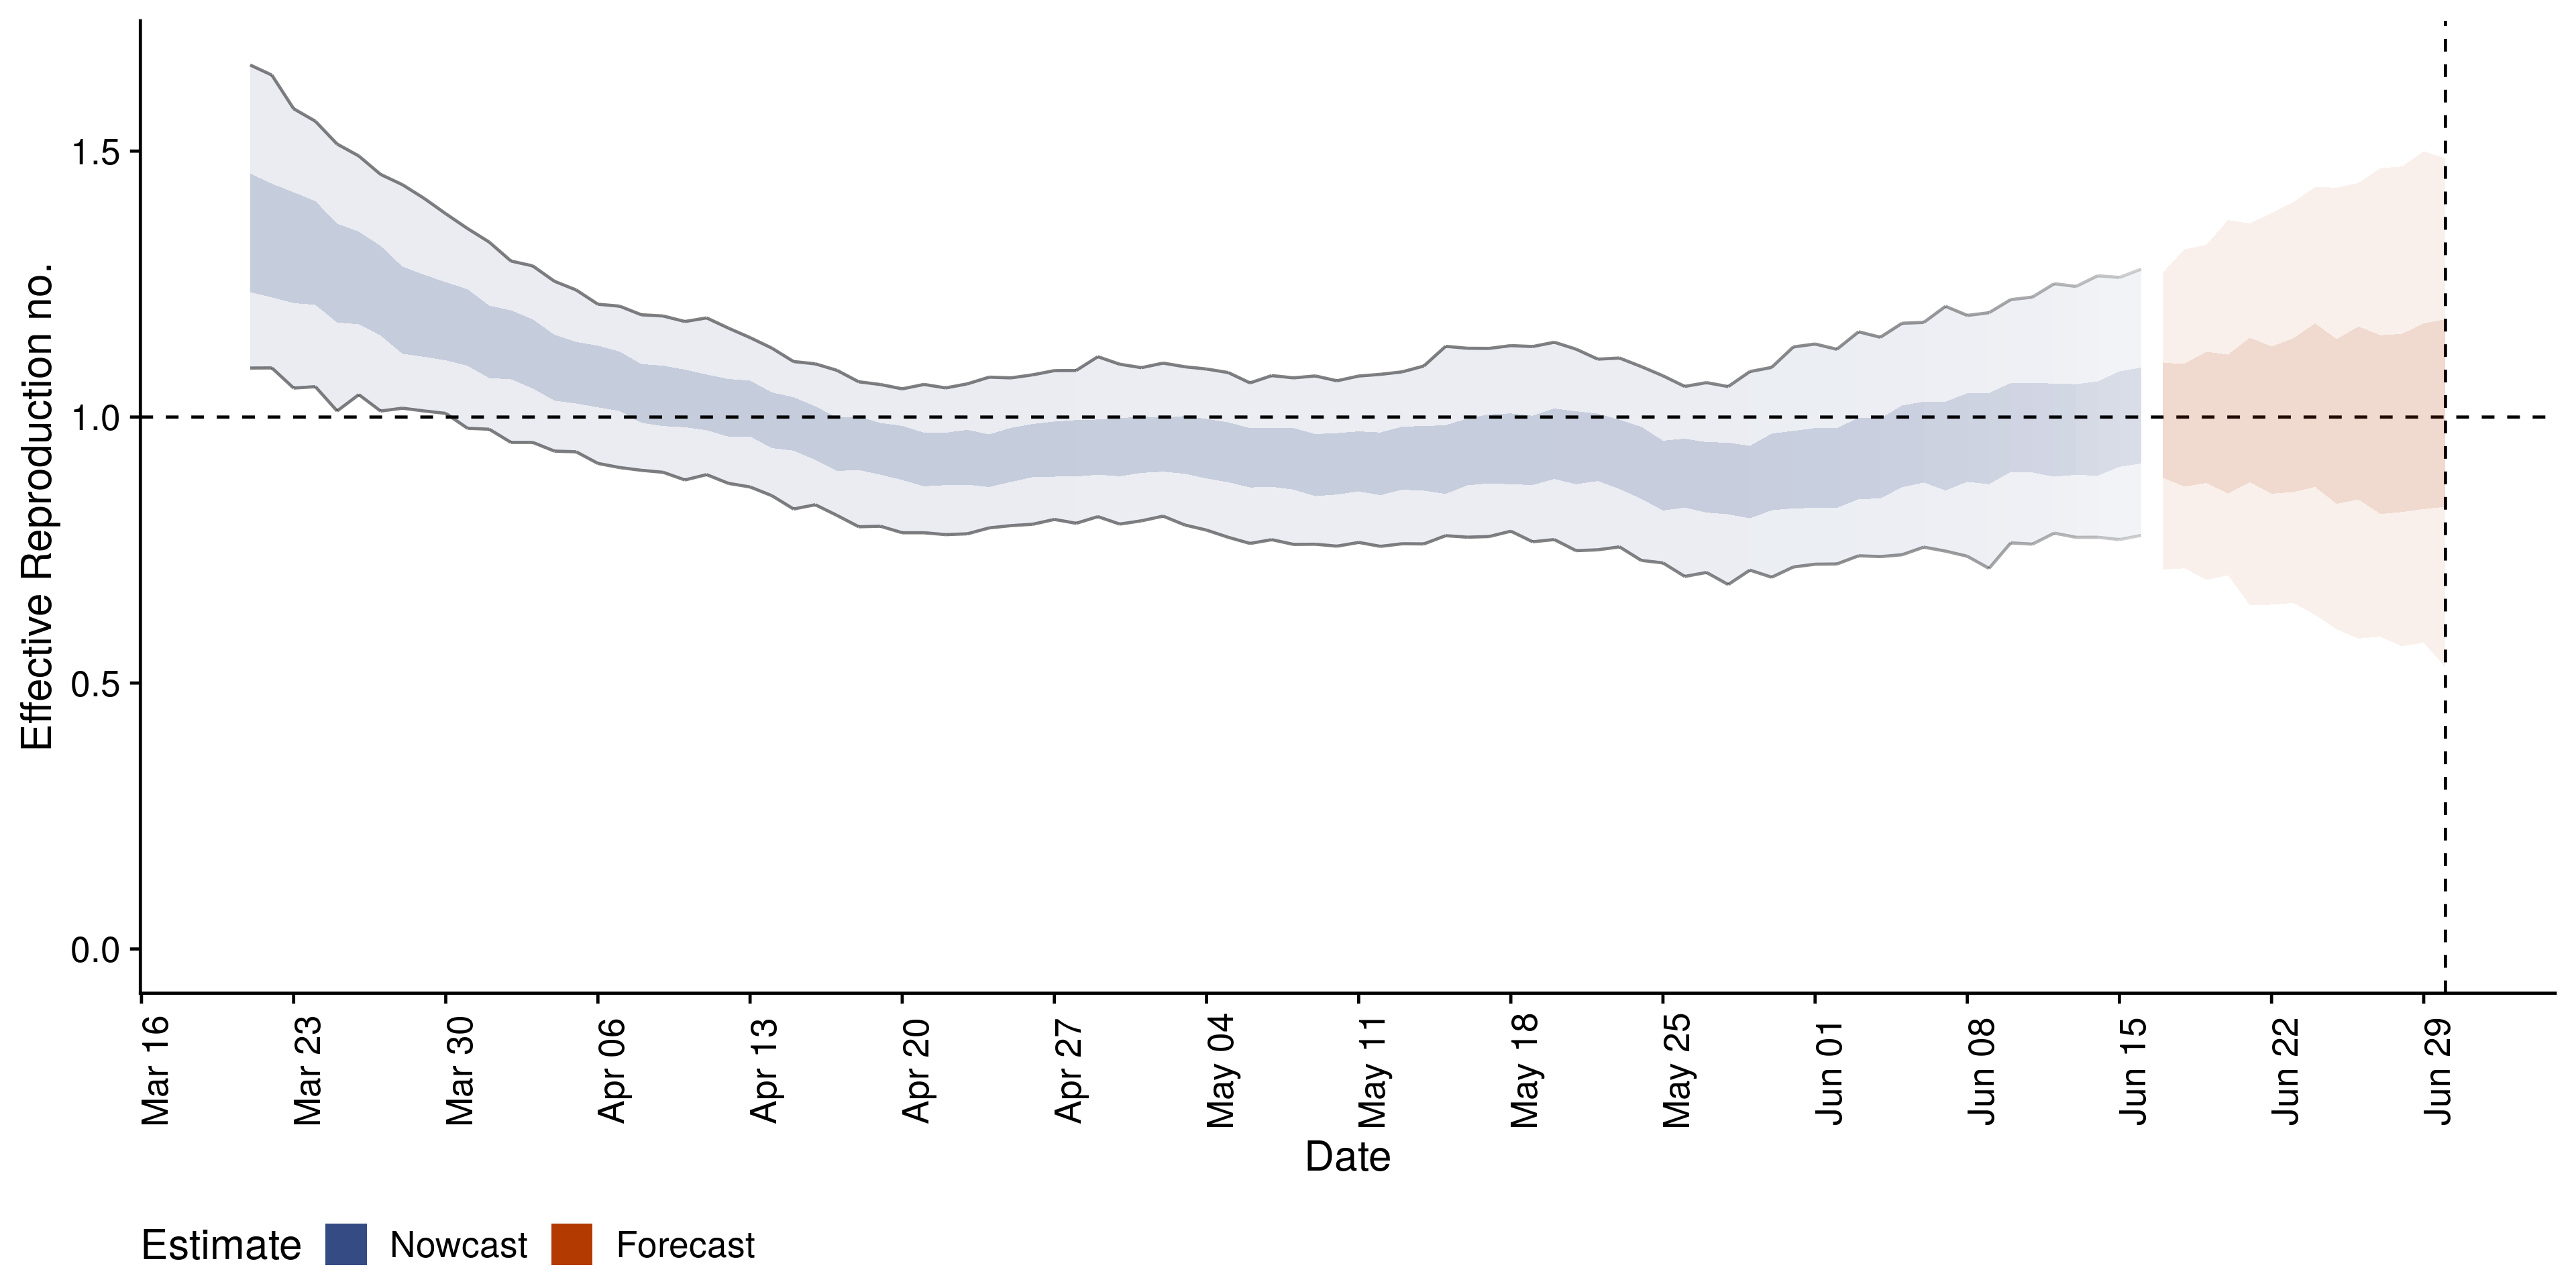 Effective Reproduction no.
1.5
1.0
0.5
0.0
Mar 16
Mar 23
Mar 30
Apr 06
Apr 13
Apr 20
Apr 27
May 04
May 11
May 18
May 25
Jun 01
Jun 08
Jun 15
Jun 22
Jun 29
Date
Estimate Nowcast Forecast